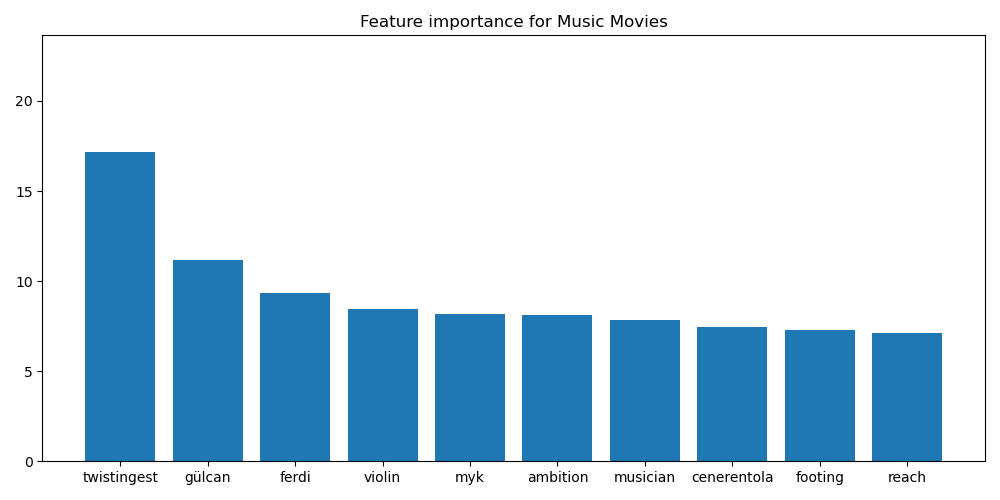 Feature importance for Music Movies
20
15
10
5
0
twistingest gülcan ferdi violin myk ambition musician cenerentola footing reach